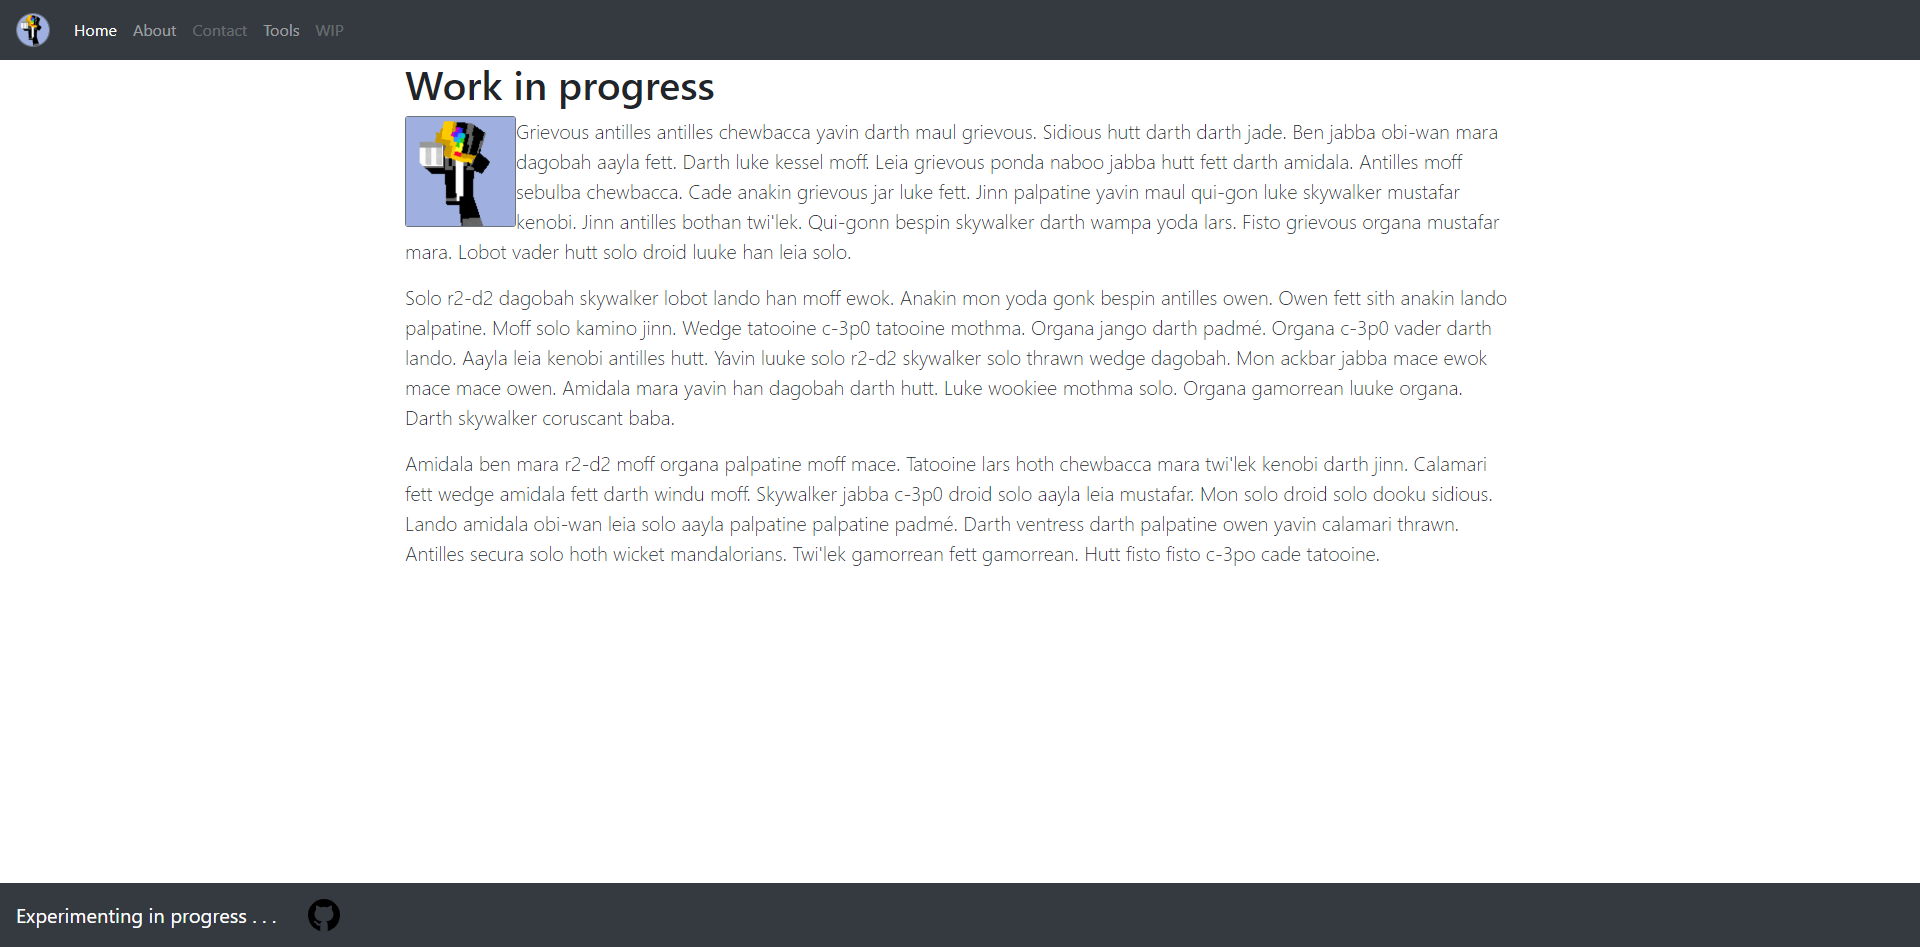 Home About Contact Tools WIP
Work in progress
Grievous antilles antilles chewbacca yavin darth maul grievous. Sidious hutt darth darth jade. Ben jabba obi-wan mara
dagobah aayla fett. Darth luke kessel moff. Leia grievous ponda naboo jabba hutt fett darth amidala. Antilles moff
sebulba chewbacca. Cade anakin grievous jar luke fett. Jinn palpatine yavin maul qui-gon luke skywalker mustafar
kenobi. Jinn antilles bothan twi'lek. Qui-gonn bespin skywalker darth wampa yoda lars. Fisto grievous organa mustafar
mara. Lobot vader hutt solo droid luuke han leia solo.
Solo r2-d2 dagobah skywalker lobot lando han moff ewok. Anakin mon yoda gonk bespin antilles owen. Owen fett sith anakin lando
palpatine. Moff solo kamino jinn. Wedge tatooine c-3p0 tatooine mothma. Organa jango darth padmé. Organa c-3p0 vader darth
lando. Aayla leia kenobi antilles hutt. Yavin luuke solo r2-d2 skywalker solo thrawn wedge dagobah. Mon ackbar jabba mace ewok
mace mace owen. Amidala mara yavin han dagobah darth hutt. Luke wookiee mothma solo. Organa gamorrean luuke organa.
Darth skywalker coruscant baba.
Amidala ben mara r2-d2 moff organa palpatine moff mace. Tatooine lars hoth chewbacca mara twi'lek kenobi darth jinn. Calamari
fett wedge amidala fett darth windu moff. Skywalker jabba c-3p0 droid solo aayla leia mustafar. Mon solo droid solo dooku sidious.
Lando amidala obi-wan leia solo aayla palpatine palpatine padmé. Darth ventress darth palpatine owen yavin calamari thrawn.
Antilles secura solo hoth wicket mandalorians. Twi'lek gamorrean fett gamorrean. Hutt fisto fisto c-3po cade tatooine.
Experimenting in progress . . .